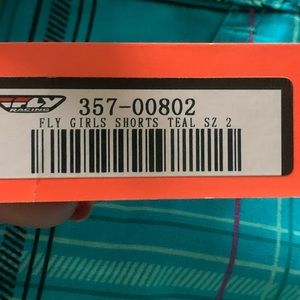 FLY
RACING
357-00802
FLY GIRLS SHORTS TEAL SZ 2